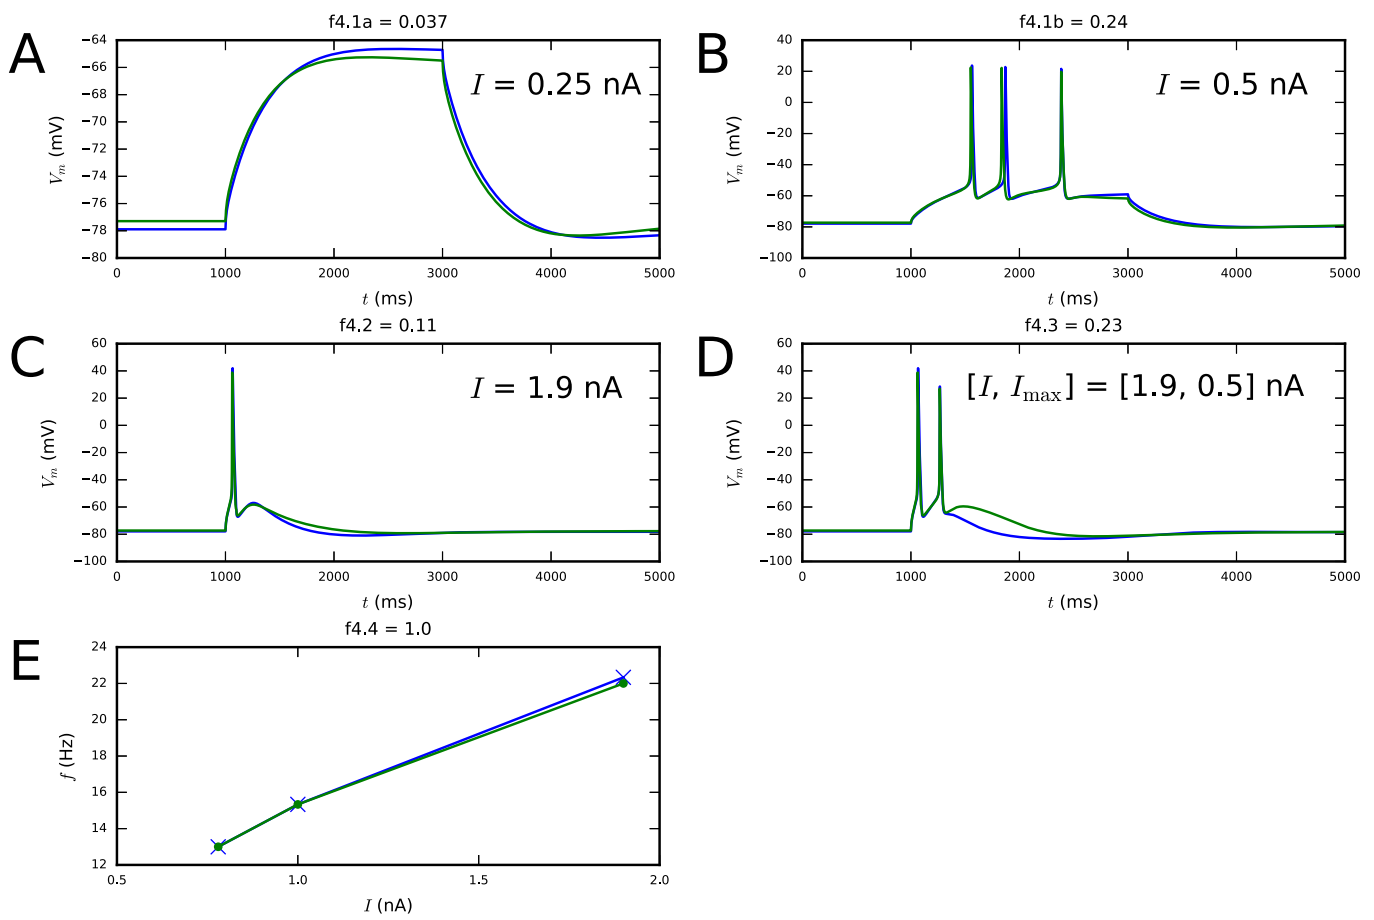 A
f4.1a = 0.037
I = 0.25 nA
V_m (mV)
−64
−66
−68
−70
−72
−74
−76
−78
−80
0 1000 2000 3000 4000 5000
t (ms)
B
f4.1b = 0.24
I = 0.5 nA
V_m (mV)
40
20
0
−20
−40
−60
−80
−100
0 1000 2000 3000 4000 5000
t (ms)
C
f4.2 = 0.11
I = 1.9 nA
V_m (mV)
60
40
20
0
−20
−40
−60
−80
−100
0 1000 2000 3000 4000 5000
t (ms)
D
f4.3 = 0.23
[I, I_max] = [1.9, 0.5] nA
V_m (mV)
60
40
20
0
−20
−40
−60
−80
−100
0 1000 2000 3000 4000 5000
t (ms)
E
f4.4 = 1.0
f (Hz)
24
22
20
18
16
14
12
0.5 1.0 1.5 2.0
I (nA)